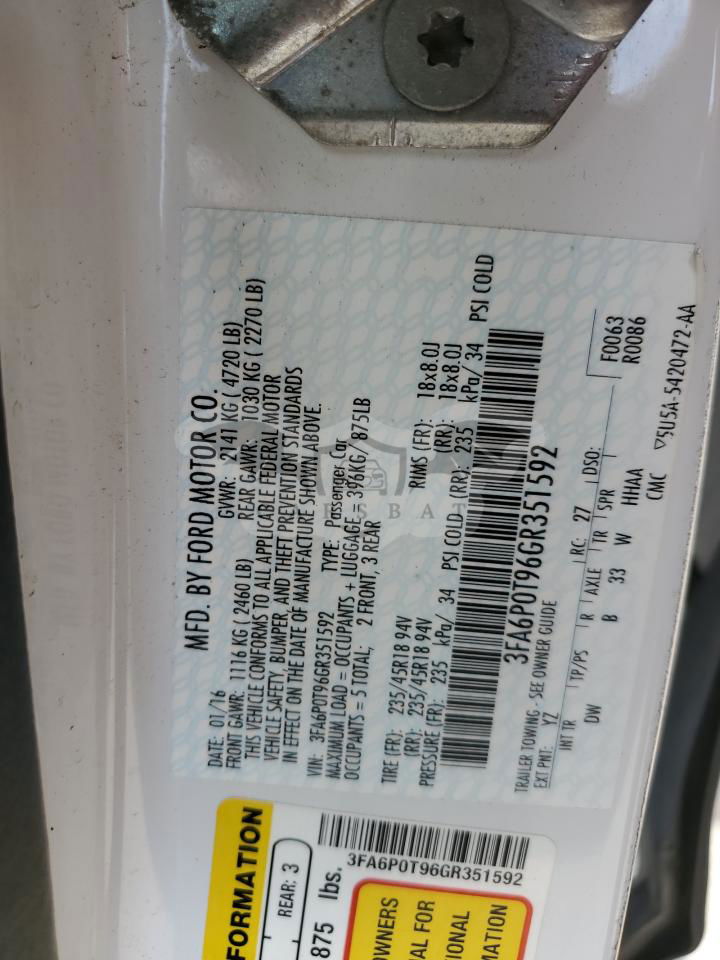 MFD. BY FORD MOTOR CO.
DATE: 01/16 GVWR: 2141 KG ( 4720 LB)
FRONT GAWR: 1116 KG ( 2460 LB) REAR GAWR: 1030 KG ( 2270 LB)
THIS VEHICLE CONFORMS TO ALL APPLICABLE FEDERAL MOTOR
VEHICLE SAFETY, BUMPER, AND THEFT PREVENTION STANDARDS
IN EFFECT ON THE DATE OF MANUFACTURE SHOWN ABOVE.
VIN: 3FA6P0T96GR351592 TYPE: Passenger Car
MAXIMUM LOAD = OCCUPANTS + LUGGAGE = 396KG/ 875LB
OCCUPANTS = 5 TOTAL; 2 FRONT, 3 REAR
TIRE (FR): 235/45R18 94V RIMS (FR): 18x8.0J
(RR): 235/45R18 94V (RR): 18x8.0J
PRESSURE (FR): 235 kPa/ 34 PSI COLD (RR): 235 kPa/ 34 PSI COLD
3FA6P0T96GR351592
TRAILER TOWING - SEE OWNER GUIDE
EXT PNT: YZ RC: 27 DSO: F0063
INT TR TP/PS R AXLE TR SPR R0086
DW B 33 W HHAA
CMC 5U5A-5420472-AA
ESBAT
FORMATION
REAR: 3
875 lbs.
3FA6P0T96GR351592
OWNERS
AL FOR
IONAL
MATION